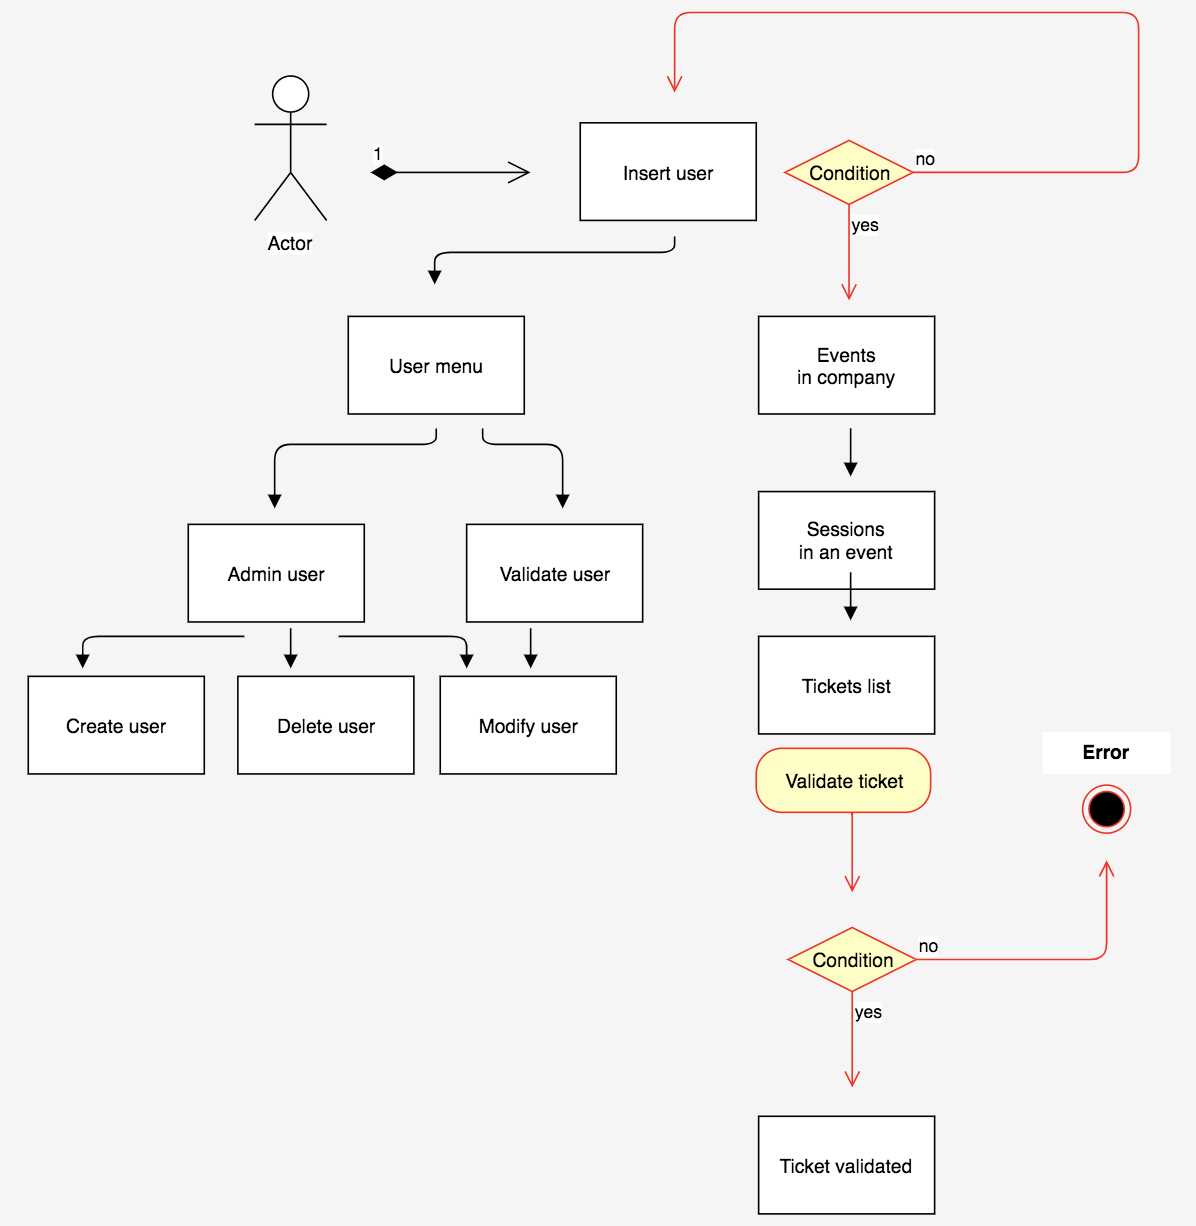 1
Actor
Insert user
Condition
no
yes
User menu
Events
in company
Admin user
Validate user
Sessions
in an event
Create user
Delete user
Modify user
Tickets list
Validate ticket
Error
Condition
no
yes
Ticket validated